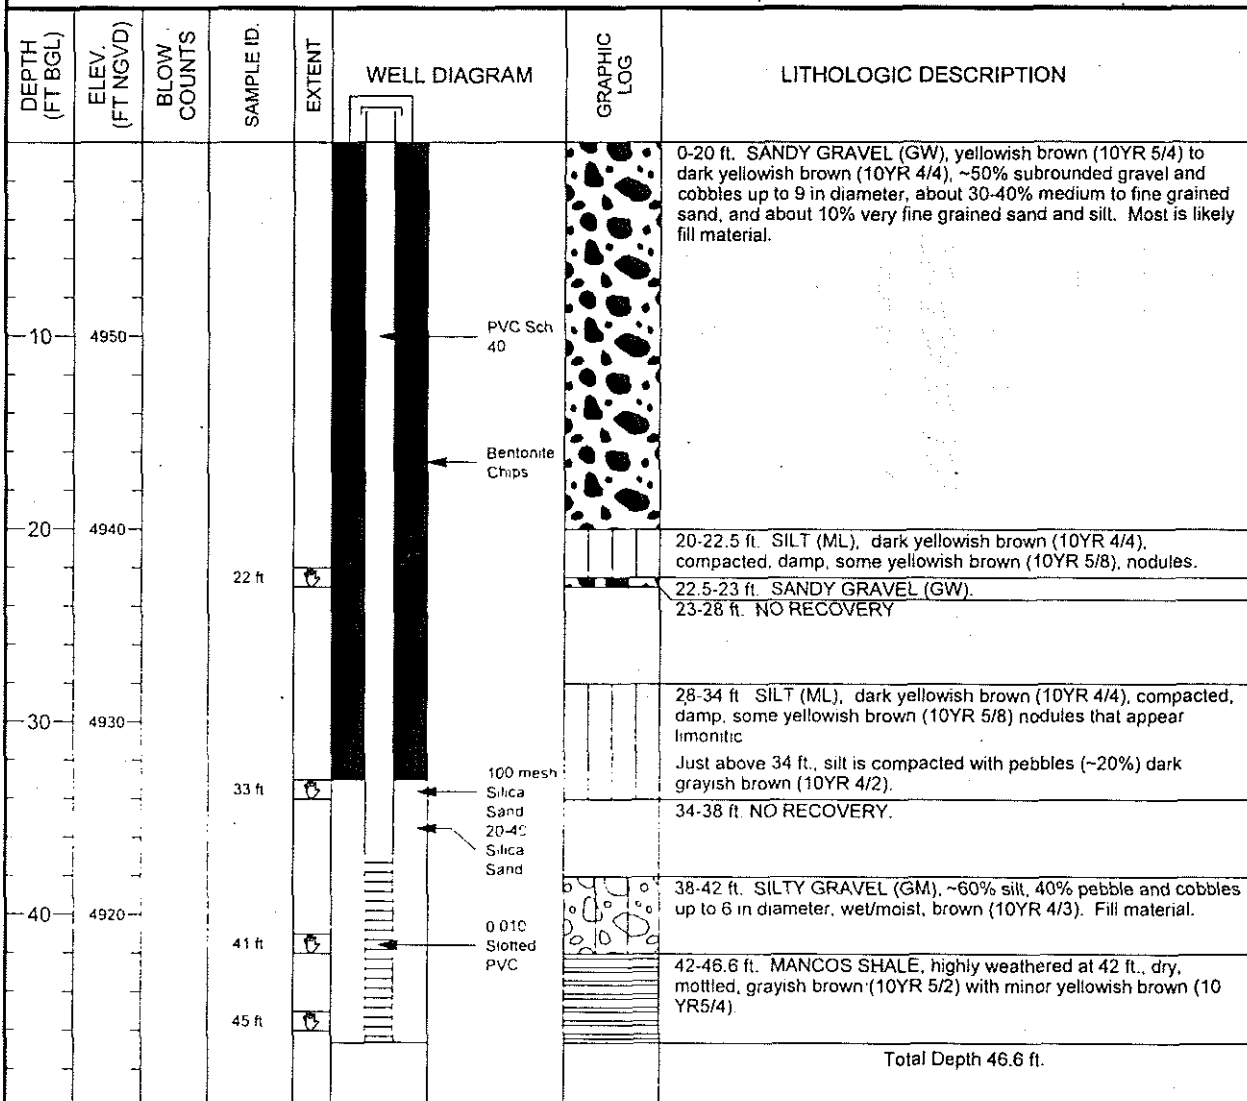 DEPTH
(FT BGL)
ELEV.
(FT NGVD)
BLOW
COUNTS
SAMPLE ID.
EXTENT
WELL DIAGRAM
GRAPHIC
LOG
LITHOLOGIC DESCRIPTION
0-20 ft. SANDY GRAVEL (GW), yellowish brown (10YR 5/4) to
dark yellowish brown (10YR 4/4), ~50% subrounded gravel and
cobbles up to 9 in diameter, about 30-40% medium to fine grained
sand, and about 10% very fine grained sand and silt. Most is likely
fill material.
10
4950
PVC Sch
40
Bentonite
Chips
20
4940
20-22.5 ft. SILT (ML), dark yellowish brown (10YR 4/4),
compacted, damp, some yellowish brown (10YR 5/8), nodules.
22 ft
22.5-23 ft. SANDY GRAVEL (GW).
23-28 ft. NO RECOVERY
28-34 ft SILT (ML), dark yellowish brown (10YR 4/4), compacted,
damp, some yellowish brown (10YR 5/8) nodules that appear
limonitic
30
4930
Just above 34 ft., silt is compacted with pebbles (~20%) dark
grayish brown (10YR 4/2).
33 ft
100 mesh
Silica
Sand
20-40
Silica
Sand
34-38 ft. NO RECOVERY.
38-42 ft. SILTY GRAVEL (GM), ~60% silt, 40% pebble and cobbles
up to 6 in diameter, wet/moist, brown (10YR 4/3). Fill material.
40
4920
41 ft
0.010
Slotted
PVC
42-46.6 ft. MANCOS SHALE, highly weathered at 42 ft., dry,
mottled, grayish brown (10YR 5/2) with minor yellowish brown (10
YR5/4).
45 ft
Total Depth 46.6 ft.